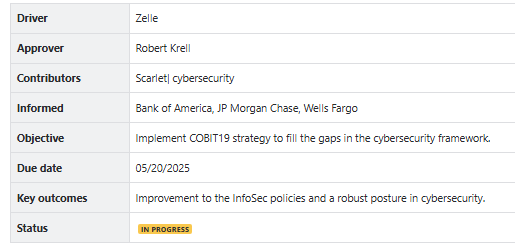 Driver Zelle
Approver Robert Krell
Contributors Scarlet| cybersecurity
Informed Bank of America, JP Morgan Chase, Wells Fargo
Objective Implement COBIT19 strategy to fill the gaps in the cybersecurity framework.
Due date 05/20/2025
Key outcomes Improvement to the InfoSec policies and a robust posture in cybersecurity.
Status IN PROGRESS